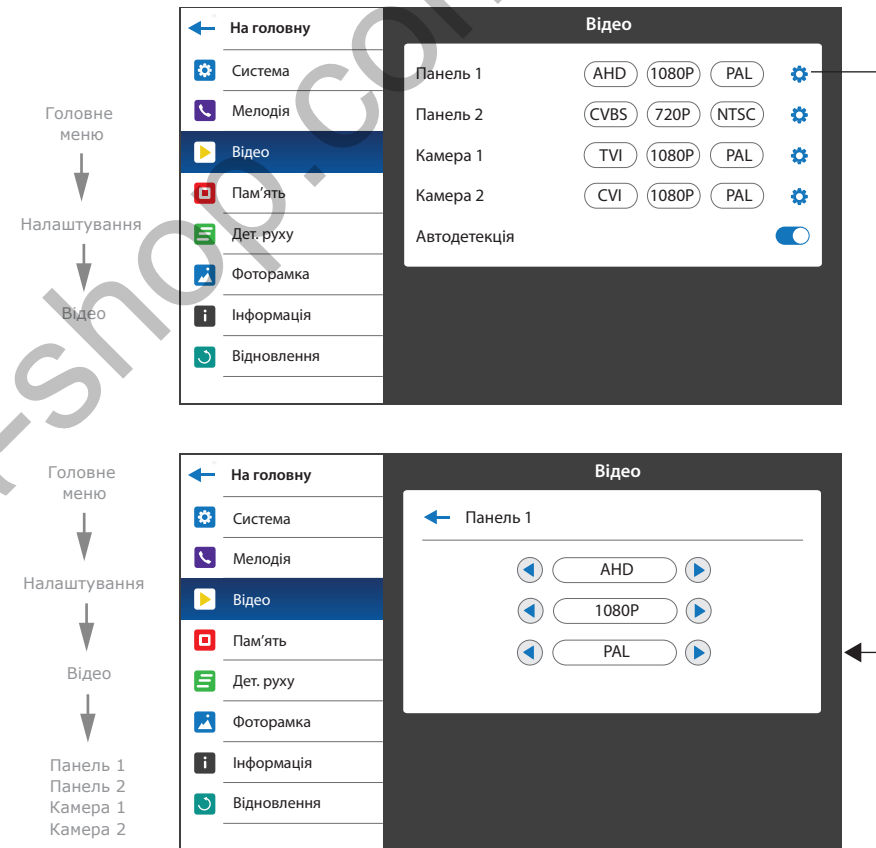 Відео
На головну
Система
Мелодія
Відео
Пам'ять
Дет. руху
Фоторамка
Інформація
Відновлення
Панель 1 AHD 1080P PAL
Панель 2 CVBS 720P NTSC
Камера 1 TVI 1080P PAL
Камера 2 CVI 1080P PAL
Автодетекція
Головне
меню
Налаштування
Відео
Відео
На головну
Система
Мелодія
Відео
Пам'ять
Дет. руху
Фоторамка
Інформація
Відновлення
Панель 1
AHD
1080P
PAL
Головне
меню
Налаштування
Відео
Панель 1
Панель 2
Камера 1
Камера 2
-shop.com